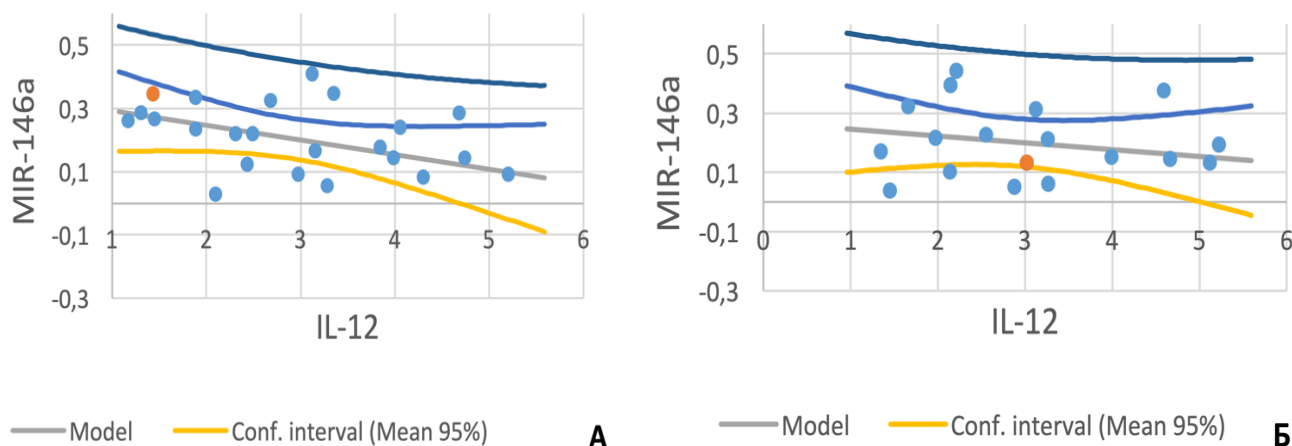 MIR-146a
0,5
0,3
0,1
-0,1
-0,3
1 2 3 4 5 6
IL-12
Model Conf. interval (Mean 95%) А
MIR-146a
0,5
0,3
0,1
-0,1
-0,3
0 1 2 3 4 5 6
IL-12
Model Conf. interval (Mean 95%) Б